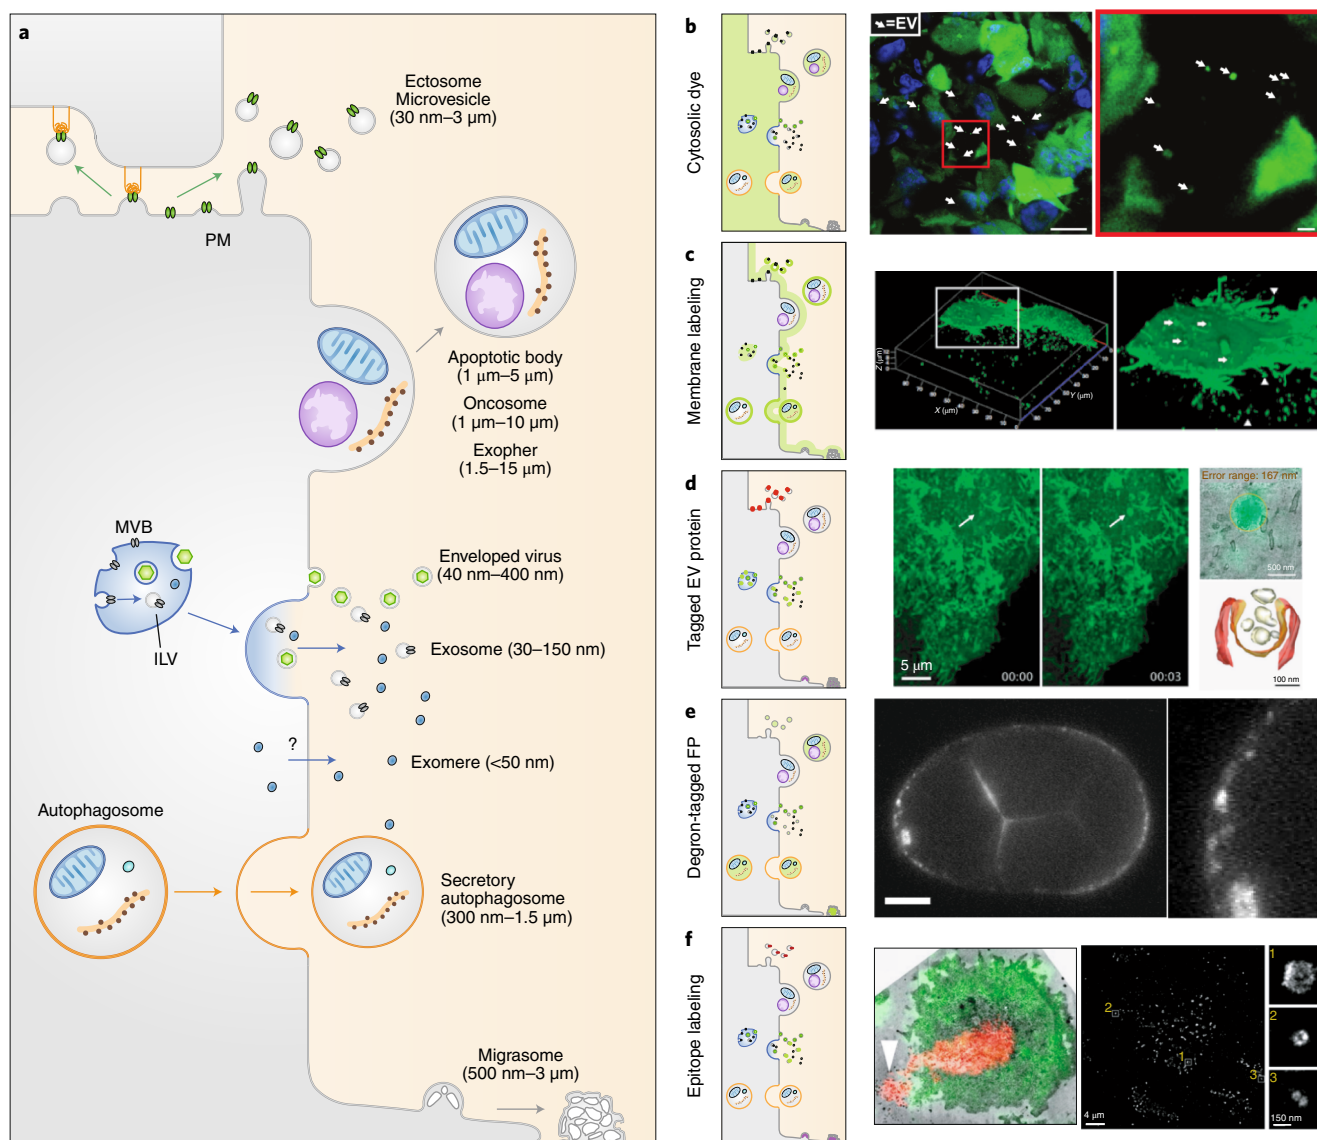 a
Ectosome
Microvesicle
(30 nm–3 μm)
PM
Apoptotic body
(1 μm–5 μm)
Oncosome
(1 μm–10 μm)
Exopher
(1.5–15 μm)
MVB
ILV
Enveloped virus
(40 nm–400 nm)
Exosome (30–150 nm)
?
Exomere (<50 nm)
Autophagosome
Secretory
autophagosome
(300 nm–1.5 μm)
Migrasome
(500 nm–3 μm)
b
Cytosolic dye
=EV
c
Membrane labeling
Z (μm)
X (μm)
Y (μm)
d
Tagged EV protein
5 μm
00:00
00:03
Error range: 167 nm
500 nm
100 nm
e
Degron-tagged FP
f
Epitope labeling
2
1
3
4 μm
1
2
3
150 nm